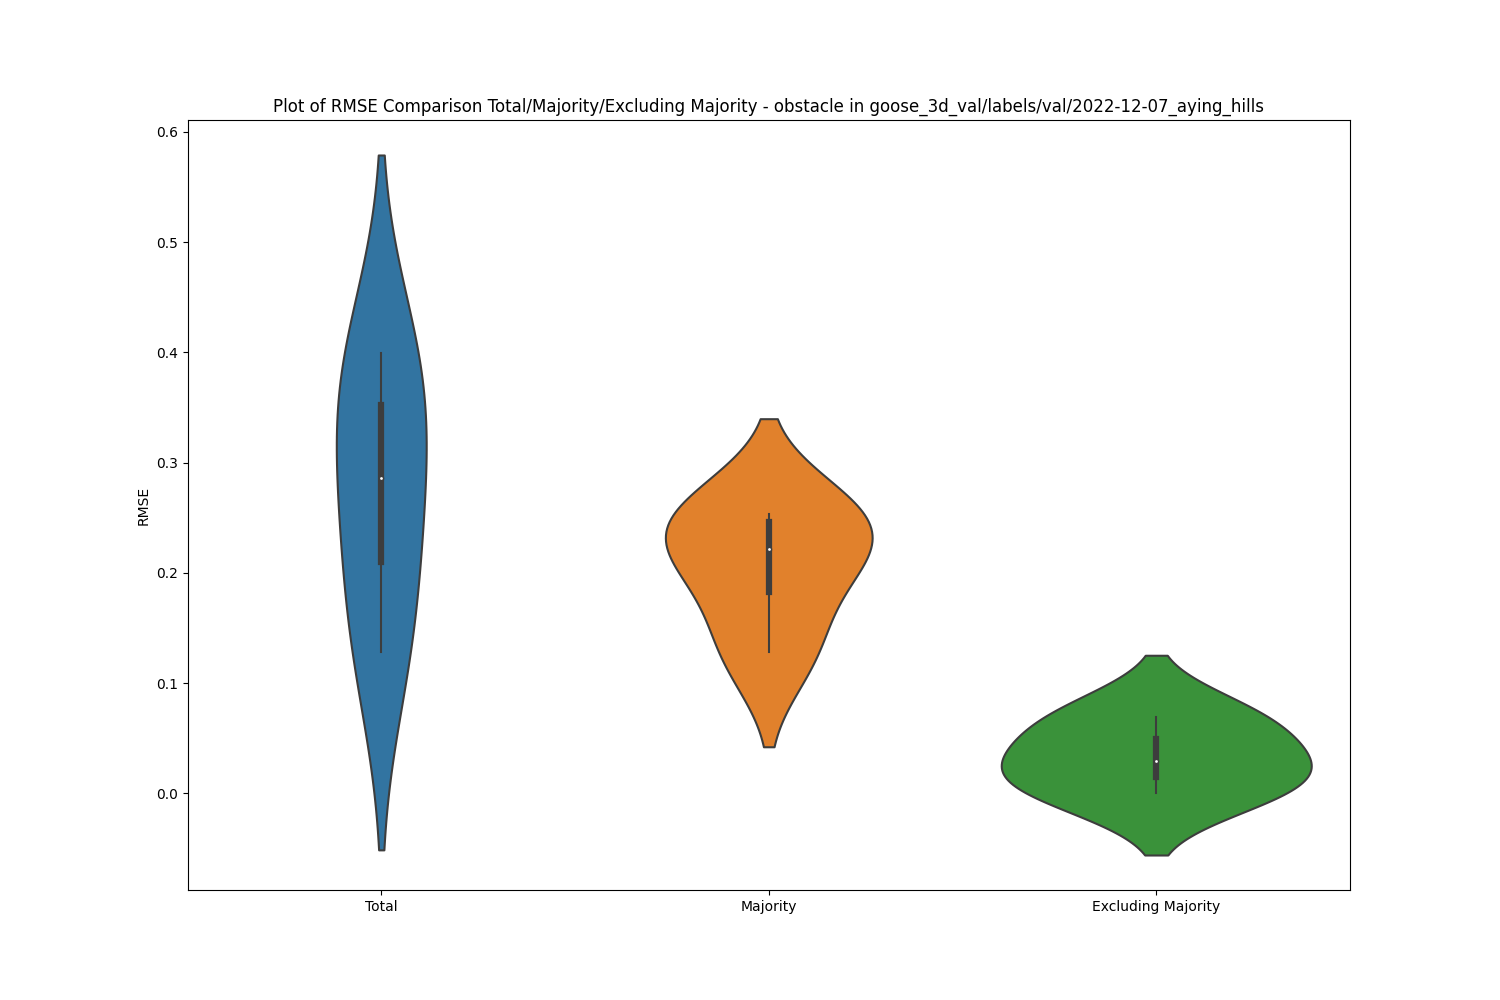 Plot of RMSE Comparison Total/Majority/Excluding Majority - obstacle in goose_3d_val/labels/val/2022-12-07_aying_hills
0.6
0.5
0.4
0.3
0.2
0.1
0.0
RMSE
Total
Majority
Excluding Majority